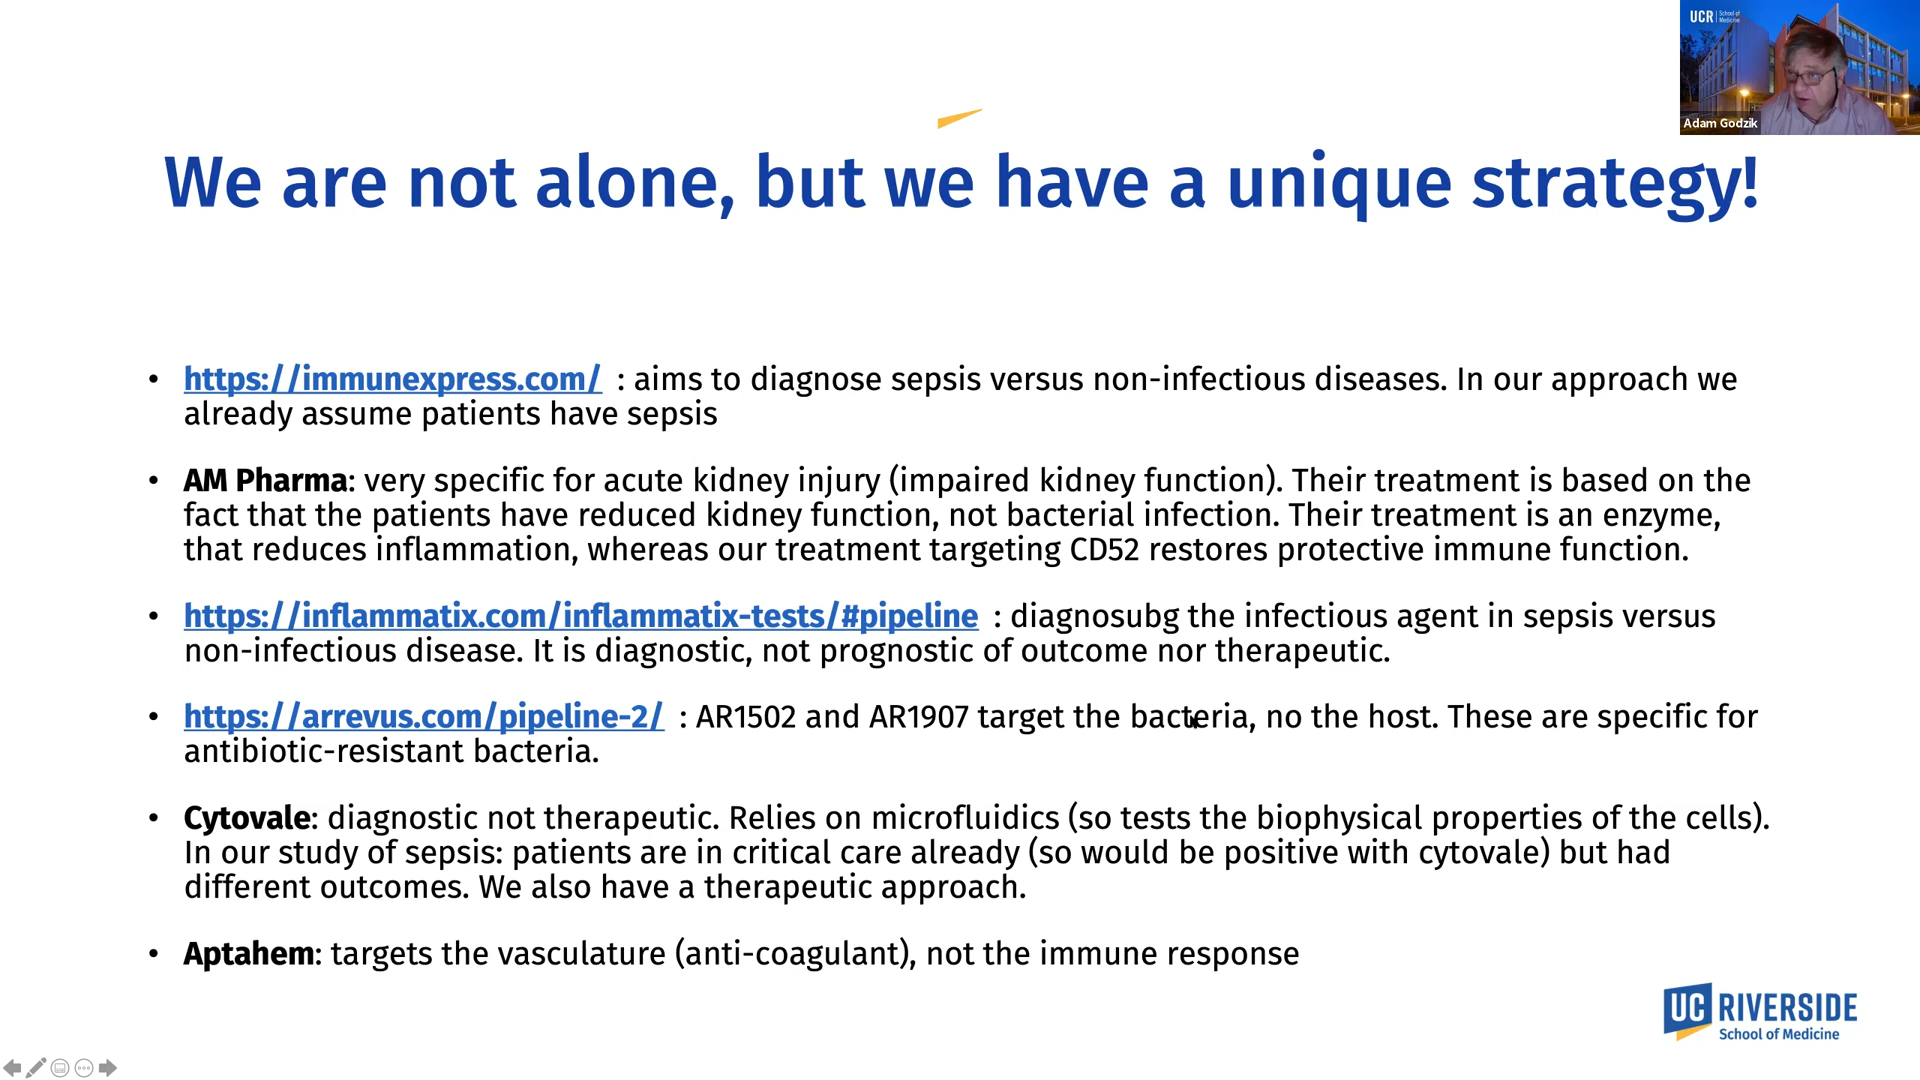 UCR School of Medicine
Adam Godzik
We are not alone, but we have a unique strategy!
• https://immunexpress.com/ : aims to diagnose sepsis versus non-infectious diseases. In our approach we
already assume patients have sepsis
• AM Pharma: very specific for acute kidney injury (impaired kidney function). Their treatment is based on the
fact that the patients have reduced kidney function, not bacterial infection. Their treatment is an enzyme,
that reduces inflammation, whereas our treatment targeting CD52 restores protective immune function.
• https://inflammatix.com/inflammatix-tests/#pipeline : diagnosubg the infectious agent in sepsis versus
non-infectious disease. It is diagnostic, not prognostic of outcome nor therapeutic.
• https://arrevus.com/pipeline-2/ : AR1502 and AR1907 target the bacteria, no the host. These are specific for
antibiotic-resistant bacteria.
• Cytovale: diagnostic not therapeutic. Relies on microfluidics (so tests the biophysical properties of the cells).
In our study of sepsis: patients are in critical care already (so would be positive with cytovale) but had
different outcomes. We also have a therapeutic approach.
• Aptahem: targets the vasculature (anti-coagulant), not the immune response
UC RIVERSIDE
School of Medicine